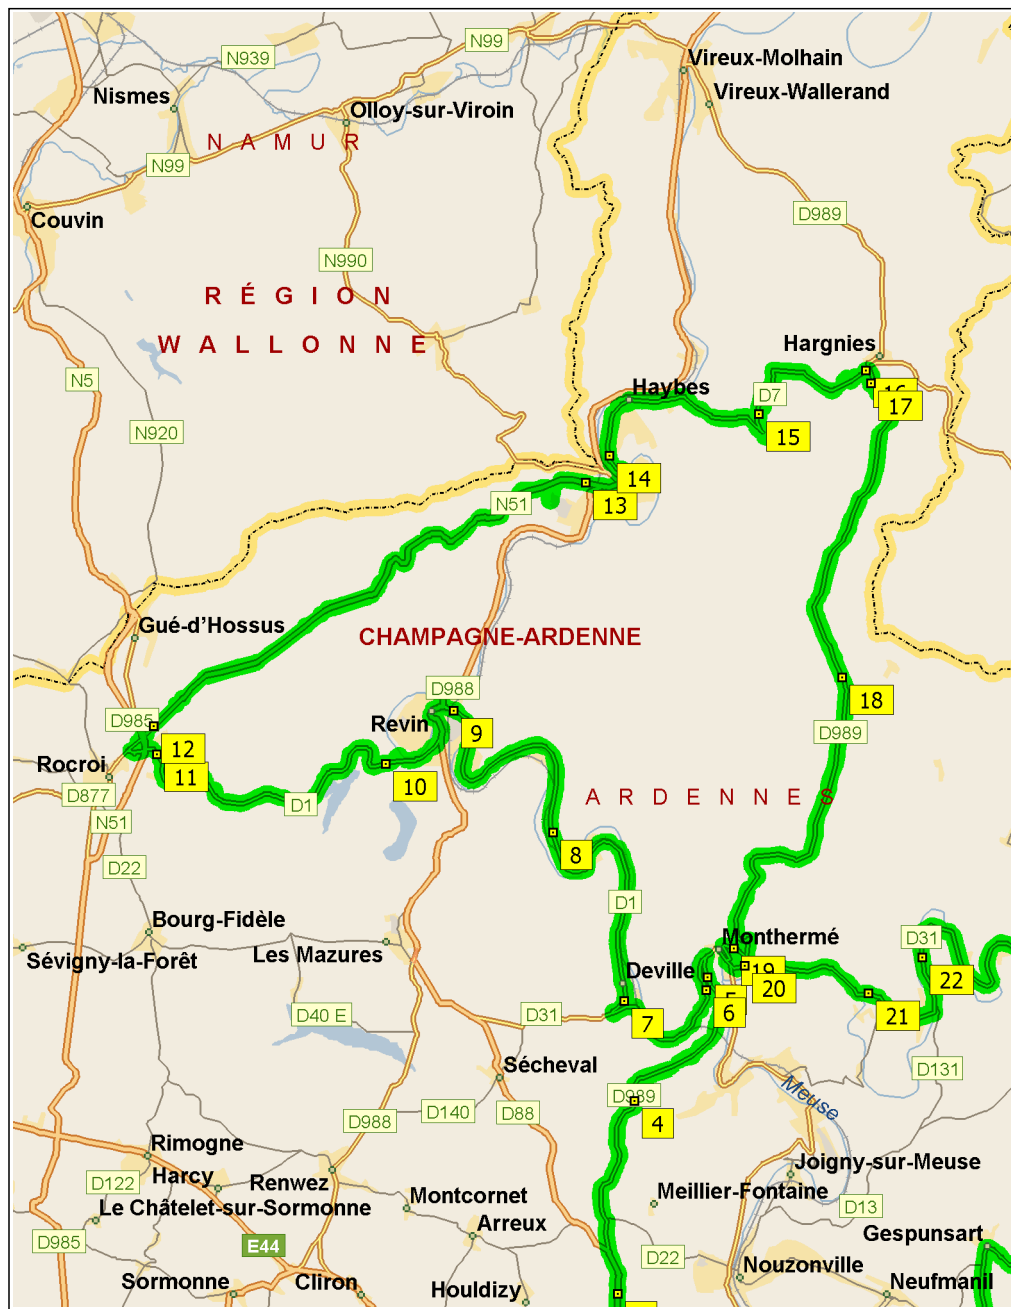 N99
N939
Vireux-Molhain
Nismes
Vireux-Wallerand
Olloy-sur-Viroin
NAMUR
N99
Couvin
D989
N990
RÉGION
WALLONNE
Hargnies
N5
Haybes
D7
16
17
N920
15
14
N51
13
Gué-d'Hossus
CHAMPAGNE-ARDENNE
D988
18
D985
Revin
9
D989
12
Rocroi
11
10
D877
D1
ARDENNES
N51
8
D22
D1
Bourg-Fidèle
Monthermé
D31
Les Mazures
Sévigny-la-Forêt
Deville
19
22
5
20
6
D40 E
D31
7
21
Sécheval
D131
D989
Meuse
D140
D88
D988
4
Rimogne
Joigny-sur-Meuse
Harcy
Renwez
D122
Montcornet
Meillier-Fontaine
Le Châtelet-sur-Sormonne
D13
Arreux
Gespunsart
D985
E44
D22
Nouzonville
Sormonne
Cliron
Houldizy
Neufmanil